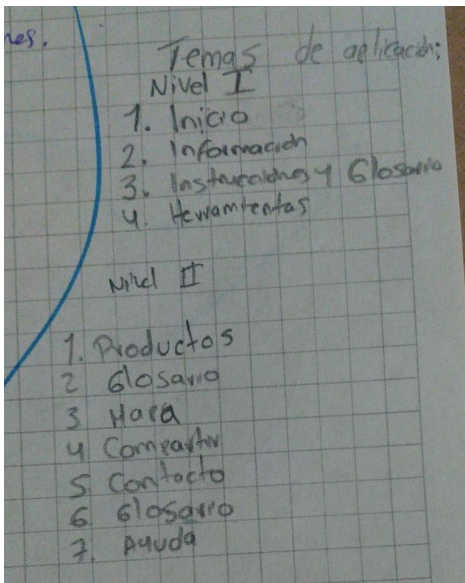 nes.
Temas de aplicación:
Nivel I
1. Inicio
2. Información
3. Instrucciones y Glosario
4. Herramientas
Nivel II
1. Productos
2 Glosario
3 Mapa
4 Compartir
5 Contacto
6 Glosario
7. Ayuda